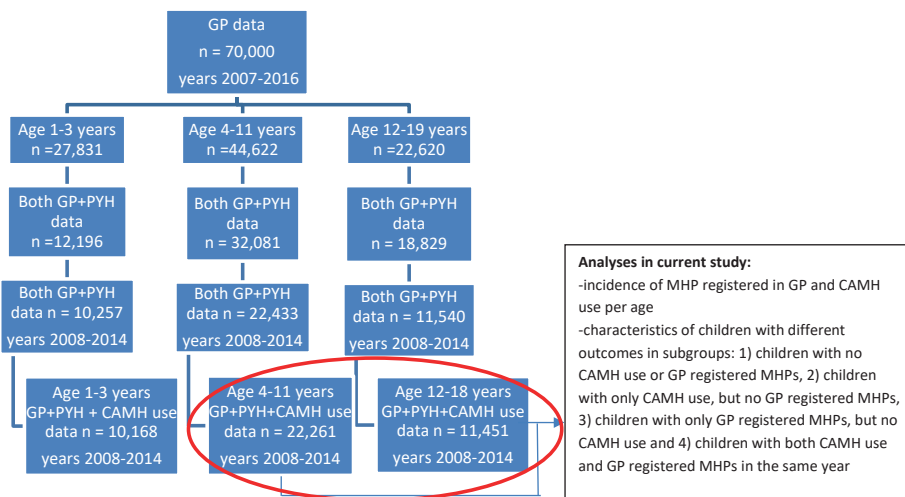 GP data
n = 70,000
years 2007-2016
Age 1-3 years
n =27,831
Age 4-11 years
n =44,622
Age 12-19 years
n =22,620
Both GP+PYH
data
n =12,196
Both GP+PYH
data
n = 32,081
Both GP+PYH
data
n = 18,829
Both GP+PYH
data n = 10,257
years 2008-2014
Both GP+PYH
data n = 22,433
years 2008-2014
Both GP+PYH
data n = 11,540
years 2008-2014
Age 1-3 years
GP+PYH + CAMH use
data n = 10,168
years 2008-2014
Age 4-11 years
GP+PYH+CAMH use
data n = 22,261
years 2008-2014
Age 12-18 years
GP+PYH+CAMH use
data n = 11,451
years 2008-2014
Analyses in current study:
-incidence of MHP registered in GP and CAMH
use per age
-characteristics of children with different
outcomes in subgroups: 1) children with no
CAMH use or GP registered MHPs, 2) children
with only CAMH use, but no GP registered MHPs,
3) children with only GP registered MHPs, but no
CAMH use and 4) children with both CAMH use
and GP registered MHPs in the same year